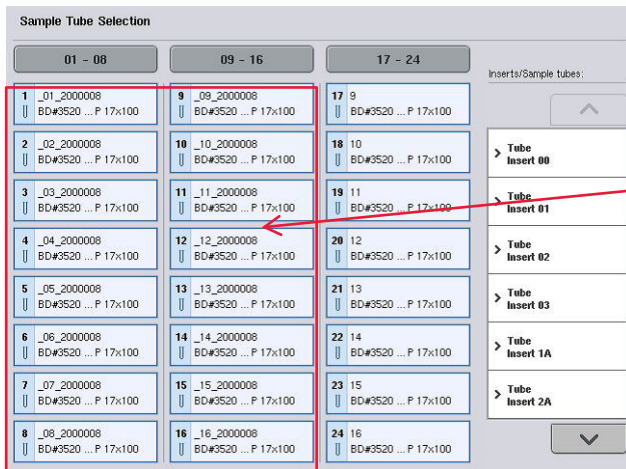 Sample Tube Selection
01 - 08
09 - 16
17 - 24
Inserts/Sample tubes:
1 _01_2000008
BD#3520 ... P 17x100
9 _09_2000008
BD#3520 ... P 17x100
17 9
BD#3520 ... P 17x100
2 _02_2000008
BD#3520 ... P 17x100
10 _10_2000008
BD#3520 ... P 17x100
18 10
BD#3520 ... P 17x100
> Tube
Insert 00
3 _03_2000008
BD#3520 ... P 17x100
11 _11_2000008
BD#3520 ... P 17x100
19 11
BD#3520 ... P 17x100
> Tube
Insert 01
4 _04_2000008
BD#3520 ... P 17x100
12 _12_2000008
BD#3520 ... P 17x100
20 12
BD#3520 ... P 17x100
> Tube
Insert 02
5 _05_2000008
BD#3520 ... P 17x100
13 _13_2000008
BD#3520 ... P 17x100
21 13
BD#3520 ... P 17x100
> Tube
Insert 03
6 _06_2000008
BD#3520 ... P 17x100
14 _14_2000008
BD#3520 ... P 17x100
22 14
BD#3520 ... P 17x100
> Tube
Insert 1A
7 _07_2000008
BD#3520 ... P 17x100
15 _15_2000008
BD#3520 ... P 17x100
23 15
BD#3520 ... P 17x100
> Tube
Insert 2A
8 _08_2000008
BD#3520 ... P 17x100
16 _16_2000008
BD#3520 ... P 17x100
24 16
BD#3520 ... P 17x100